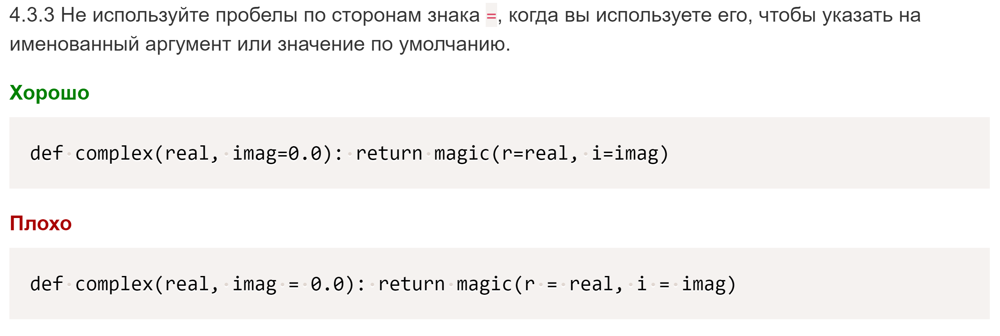 4.3.3 Не используйте пробелы по сторонам знака =, когда вы используете его, чтобы указать на
именованный аргумент или значение по умолчанию.
Хорошо
def complex(real, imag=0.0): return magic(r=real, i=imag)
Плохо
def complex(real, imag = 0.0): return magic(r = real, i = imag)